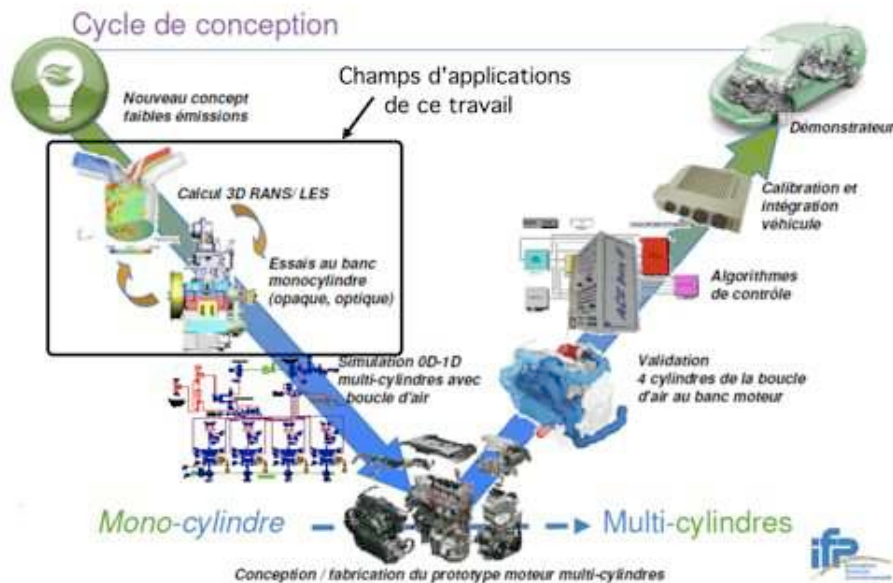 Cycle de conception
Champs d'applications
de ce travail
Nouveau concept
faibles émissions
Démonstrateur
Calcul 3D RANS/ LES
Calibration et
intégration
véhicule
Essais au banc
monocylindre
(opaque, optique)
Algorithmes
de contrôle
Simulation 0D-1D
multi-cylindres avec
boucle d'air
Validation
4 cylindres de la boucle
d'air au banc moteur
Mono-cylindre
Multi-cylindres
Conception / fabrication du prototype moteur multi-cylindres
ifp